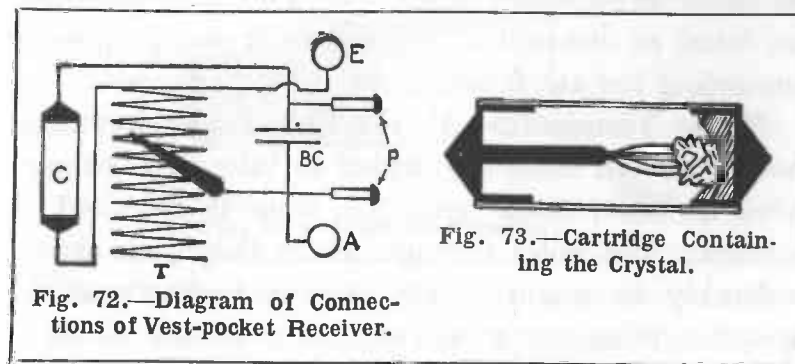 E
C
BC
P
A
T
Fig. 72.—Diagram of Connec-
tions of Vest-pocket Receiver.
Fig. 73.—Cartridge Contain-
ing the Crystal.